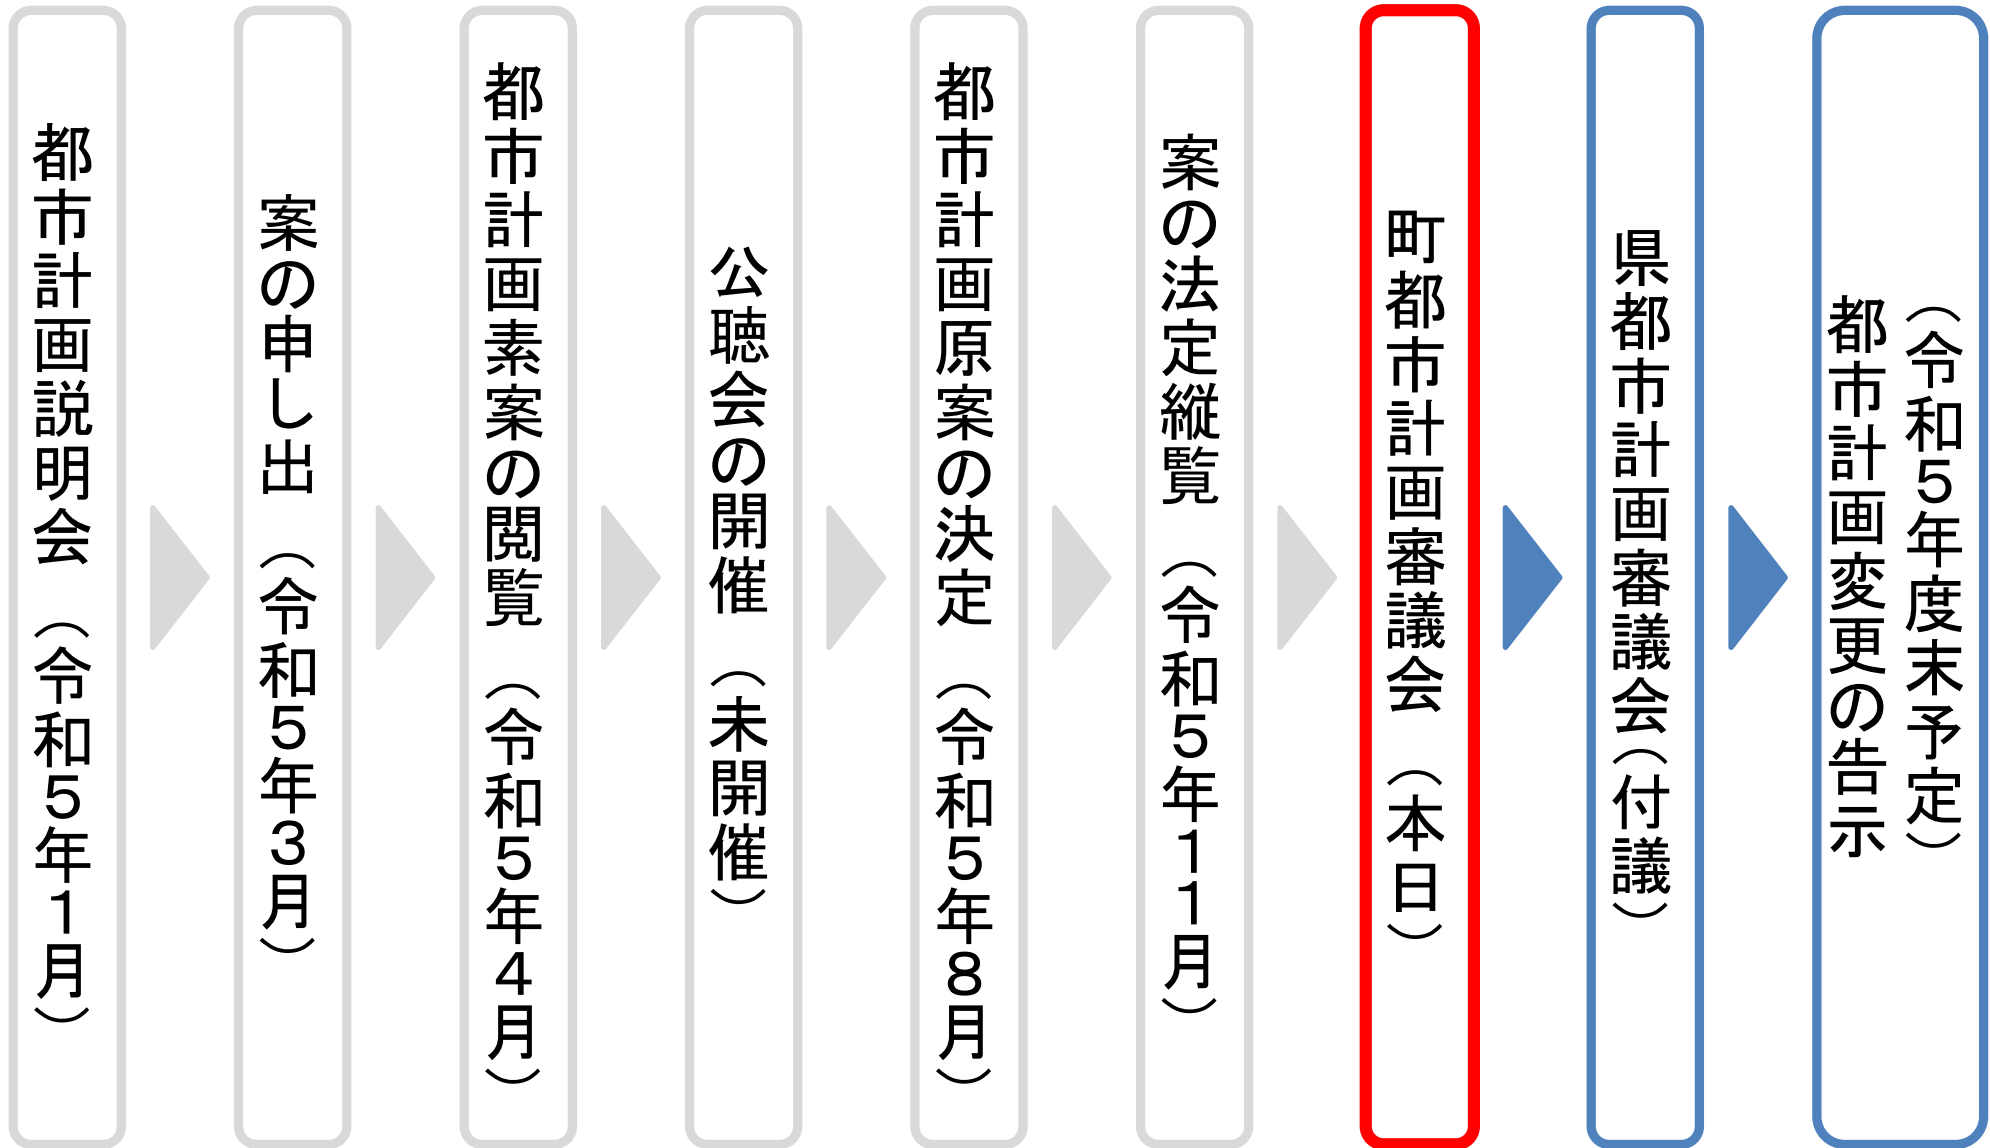 都市計画説明会　（令和５年１月）
案の申し出　（令和５年３月）
都市計画素案の閲覧　（令和５年４月）
公聴会の開催　（未開催）
都市計画原案の決定　（令和５年８月）
案の法定縦覧　（令和５年１１月）
町都市計画審議会　（本日）
県都市計画審議会（付議）
都市計画変更の告示
（令和５年度末予定）